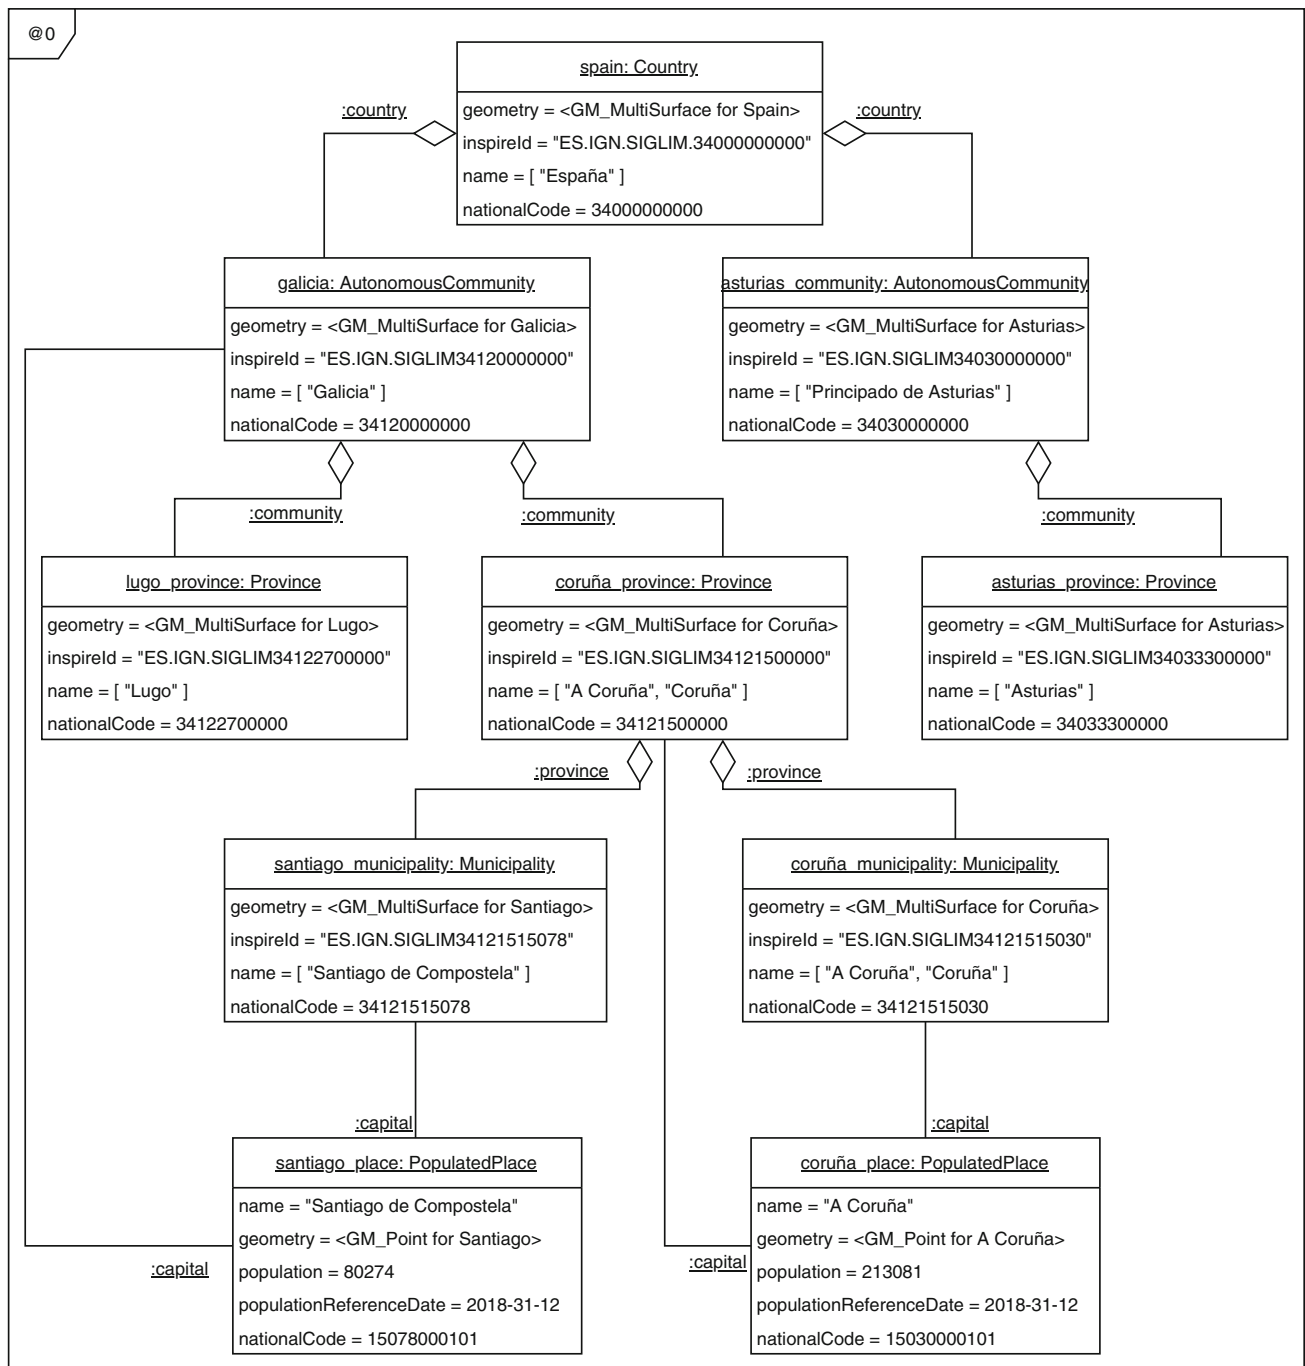 @0
spain: Country
:country
geometry = <GM_MultiSurface for Spain>
:country
inspireId = "ES.IGN.SIGLIM.34000000000"
name = [ "España" ]
nationalCode = 34000000000
galicia: AutonomousCommunity
geometry = <GM_MultiSurface for Galicia>
inspireId = "ES.IGN.SIGLIM34120000000"
name = [ "Galicia" ]
nationalCode = 34120000000
asturias_community: AutonomousCommunity
geometry = <GM_MultiSurface for Asturias>
inspireId = "ES.IGN.SIGLIM34030000000"
name = [ "Principado de Asturias" ]
nationalCode = 34030000000
:community
:community
:community
lugo_province: Province
geometry = <GM_MultiSurface for Lugo>
inspireId = "ES.IGN.SIGLIM34122700000"
name = [ "Lugo" ]
nationalCode = 34122700000
coruña_province: Province
geometry = <GM_MultiSurface for Coruña>
inspireId = "ES.IGN.SIGLIM34121500000"
name = [ "A Coruña", "Coruña" ]
nationalCode = 34121500000
asturias_province: Province
geometry = <GM_MultiSurface for Asturias>
inspireId = "ES.IGN.SIGLIM34033300000"
name = [ "Asturias" ]
nationalCode = 34033300000
:province
:province
santiago_municipality: Municipality
geometry = <GM_MultiSurface for Santiago>
inspireId = "ES.IGN.SIGLIM34121515078"
name = [ "Santiago de Compostela" ]
nationalCode = 34121515078
coruña_municipality: Municipality
geometry = <GM_MultiSurface for Coruña>
inspireId = "ES.IGN.SIGLIM34121515030"
name = [ "A Coruña", "Coruña" ]
nationalCode = 34121515030
:capital
:capital
santiago_place: PopulatedPlace
name = "Santiago de Compostela"
geometry = <GM_Point for Santiago>
population = 80274
populationReferenceDate = 2018-31-12
nationalCode = 15078000101
:capital
coruña_place: PopulatedPlace
name = "A Coruña"
geometry = <GM_Point for A Coruña>
population = 213081
populationReferenceDate = 2018-31-12
nationalCode = 15030000101
:capital